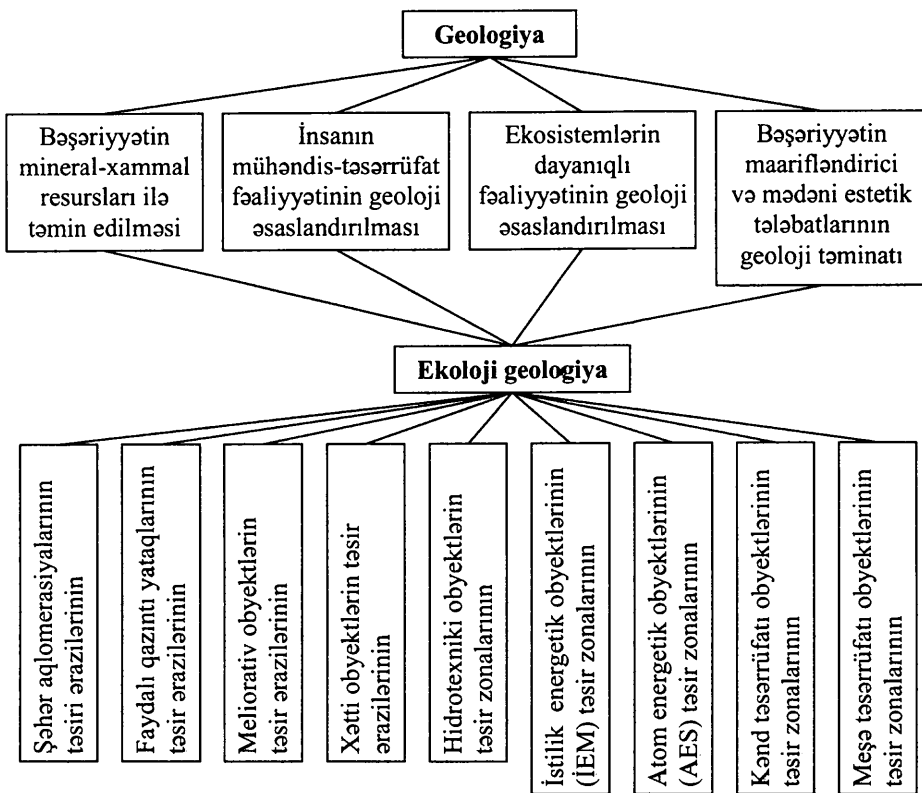 Geologiya
Bəşəriyyətin
mineral-xammal
resursları ilə
təmin edilməsi
İnsanın
mühəndis-təsərrüfat
fəaliyyətinin geoloji
əsaslandırılması
Ekosistemlərin
dayanıqlı
fəaliyyətinin geoloji
əsaslandırılması
Bəşəriyyətin
maarifləndirici
və mədəni estetik
tələbatlarının
geoloji təminatı
Ekoloji geologiya
Şəhər aqlomerasiyalarının
təsiri ərazilərinin
Faydalı qazıntı yataqlarının
təsir ərazilərinin
Meliorativ obyektlərin
təsir ərazilərinin
Xətti obyektlərin təsir
ərazilərinin
Hidrotexniki obyektlərin
təsir zonalarının
İstilik energetik obyektlərinin
(İEM) təsir zonalarının
Atom energetik obyektlərinin
(AES) təsir zonalarının
Kənd təsərrüfatı obyektlərinin
təsir zonalarının
Meşə təsərrüfatı obyektlərinin
təsir zonalarının